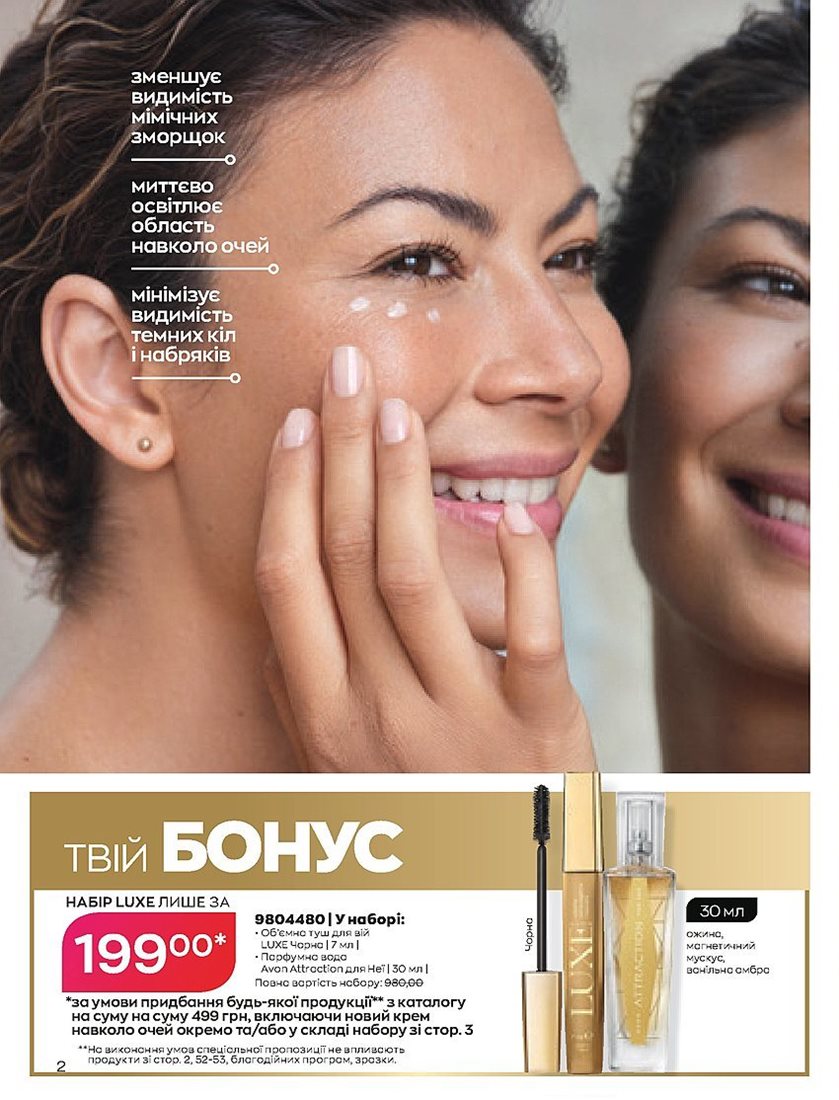 зменшує
видимість
мімічних
зморщок
миттєво
освітлює
область
навколо очей
мінімізує
видимість
темних кіл
і набряків
ТВІЙ БОНУС
НАБІР LUXE ЛИШЕ ЗА
19900*
9804480 | У наборі:
• Об'ємна туш для вій
LUXE Чорна | 7 мл |
• Парфумна вода
Avon Attraction для Неї | 30 мл |
Повна вартість набору: 980,00
*за умови придбання будь-якої продукції** з каталогу
на суму на суму 499 грн, включаючи новий крем
навколо очей окремо та/або у складі набору зі стор. 3
**На виконання умов спеціальної пропозиції не впливають
продукти зі стор. 2, 52-53, благодійних програм, зразки.
Чорна
LUXE
ATTRACTION
30 мл
ожина,
магнетичний
мускус,
ванільна амбра
2